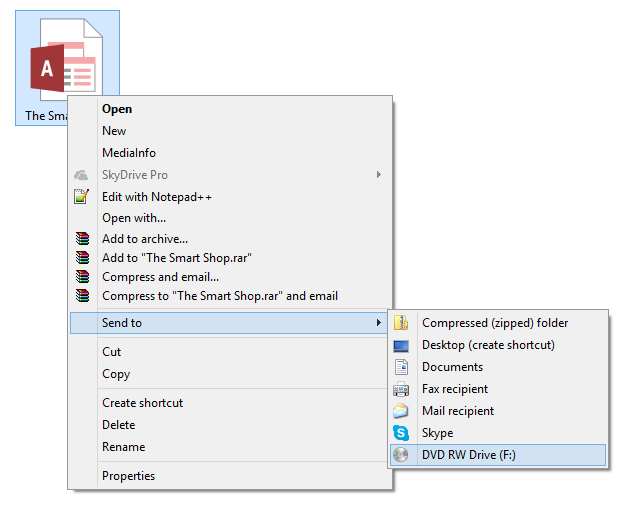 A
The Sma
Open
New
MediaInfo
SkyDrive Pro
Edit with Notepad++
Open with...
Add to archive...
Add to "The Smart Shop.rar"
Compress and email...
Compress to "The Smart Shop.rar" and email
Send to
Cut
Copy
Create shortcut
Delete
Rename
Properties
Compressed (zipped) folder
Desktop (create shortcut)
Documents
Fax recipient
Mail recipient
Skype
DVD RW Drive (F:)